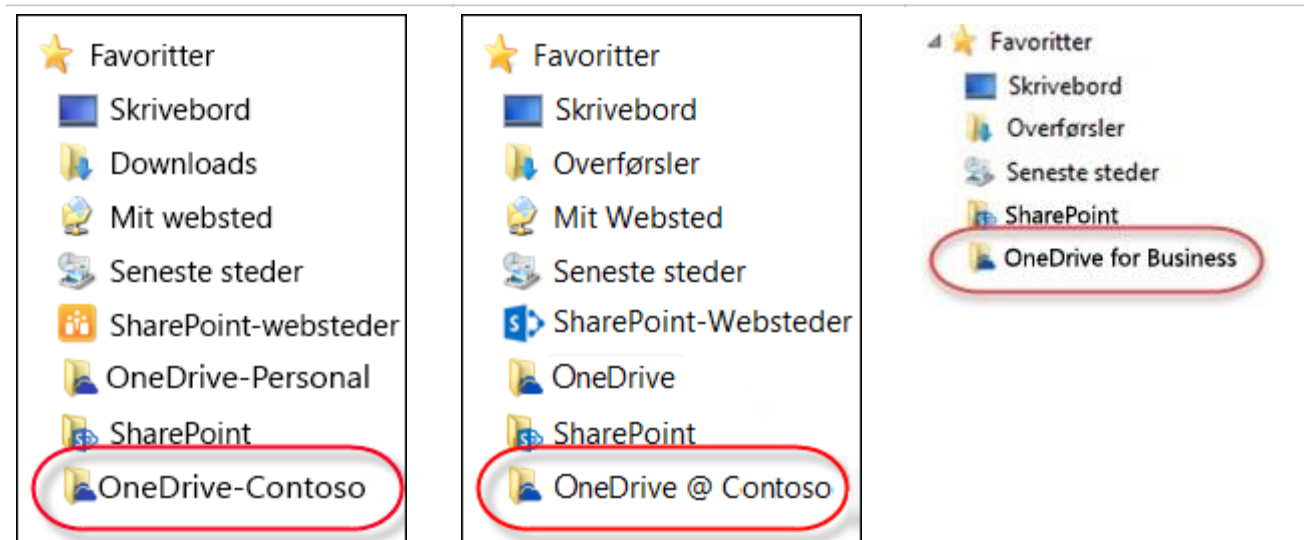 Favoritter
Skrivebord
Downloads
Mit websted
Seneste steder
SharePoint-websteder
OneDrive-Personal
SharePoint
OneDrive-Contoso
Favoritter
Skrivebord
Overførsler
Mit Websted
Seneste steder
SharePoint-Websteder
OneDrive
SharePoint
OneDrive @ Contoso
Favoritter
Skrivebord
Overførsler
Seneste steder
SharePoint
OneDrive for Business